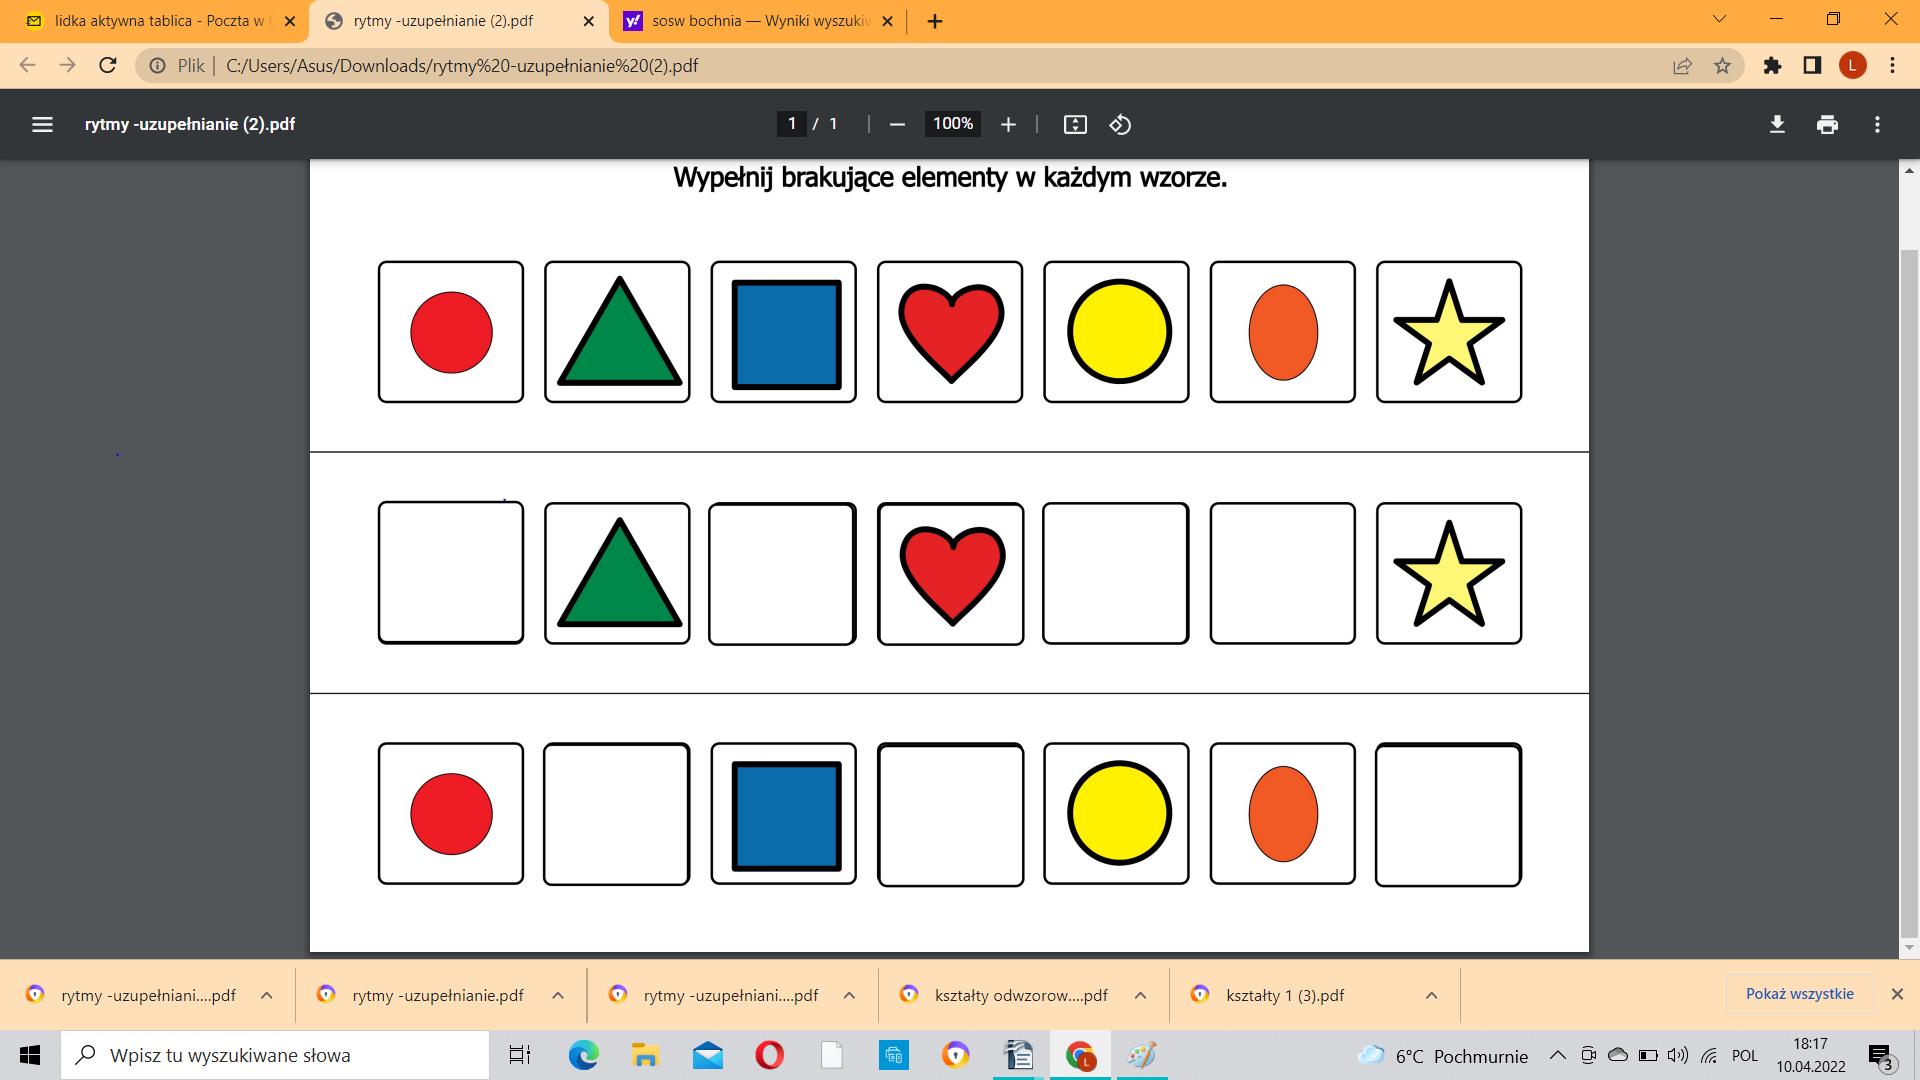 lidka aktywna tablica - Poczta w
rytmy -uzupełnianie (2).pdf
sosw bochnia — Wyniki wyszukiw
Plik
C:/Users/Asus/Downloads/rytmy%20-uzupełnianie%20(2).pdf
L
rytmy -uzupełnianie (2).pdf
1 / 1
100%
Wypełnij brakujące elementy w każdym wzorze.
rytmy -uzupełniani....pdf
rytmy -uzupełnianie.pdf
rytmy -uzupełniani....pdf
kształty odwzorow....pdf
kształty 1 (3).pdf
Pokaż wszystkie
Wpisz tu wyszukiwane słowa
6°C Pochmurnie
POL
18:17
10.04.2022
3